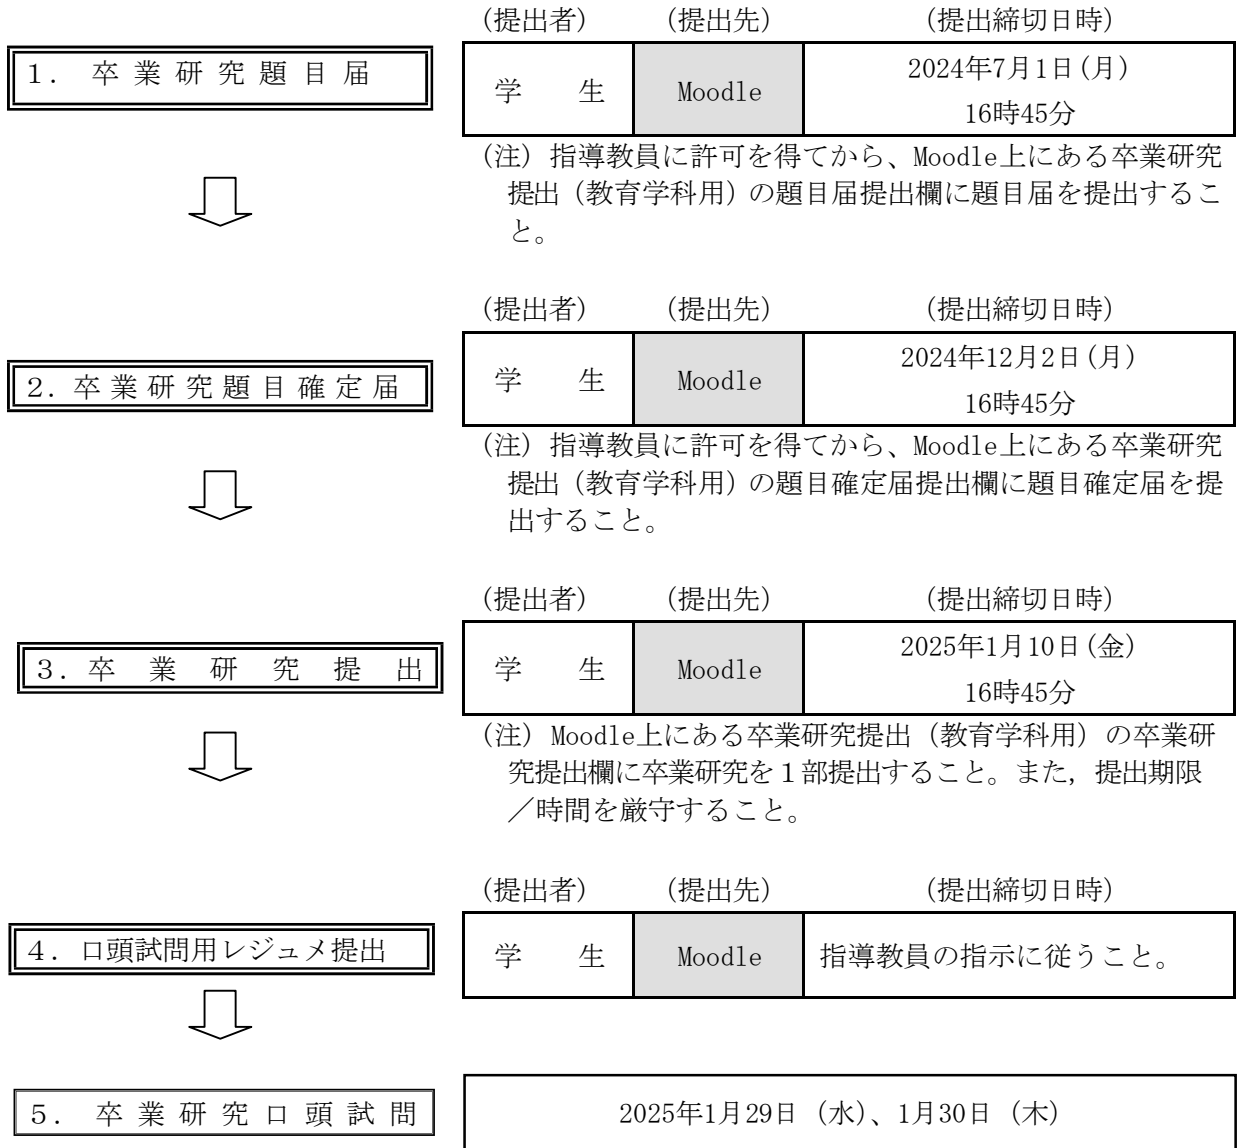 （提出者）　（提出先）　（提出締切日時）
１．　卒 業 研 究 題 目 届
学　　生　Moodle　2024年7月1日(月)
16時45分
（注）指導教員に許可を得てから、Moodle上にある卒業研究
提出（教育学科用）の題目届提出欄に題目届を提出するこ
と。
（提出者）　（提出先）　（提出締切日時）
２．卒 業 研 究 題 目 確 定 届
学　　生　Moodle　2024年12月2日(月)
16時45分
（注）指導教員に許可を得てから、Moodle上にある卒業研究
提出（教育学科用）の題目確定届提出欄に題目確定届を提
出すること。
（提出者）　（提出先）　（提出締切日時）
３．卒　業　研　究　提　出
学　　生　Moodle　2025年1月10日(金)
16時45分
（注）Moodle上にある卒業研究提出（教育学科用）の卒業研
究提出欄に卒業研究を１部提出すること。また，提出期限
／時間を厳守すること。
（提出者）　（提出先）　（提出締切日時）
４．　口頭試問用レジュメ提出
学　　生　Moodle　指導教員の指示に従うこと。
５．　卒 業 研 究 口 頭 試 問
2025年1月29日（水）、1月30日（木）